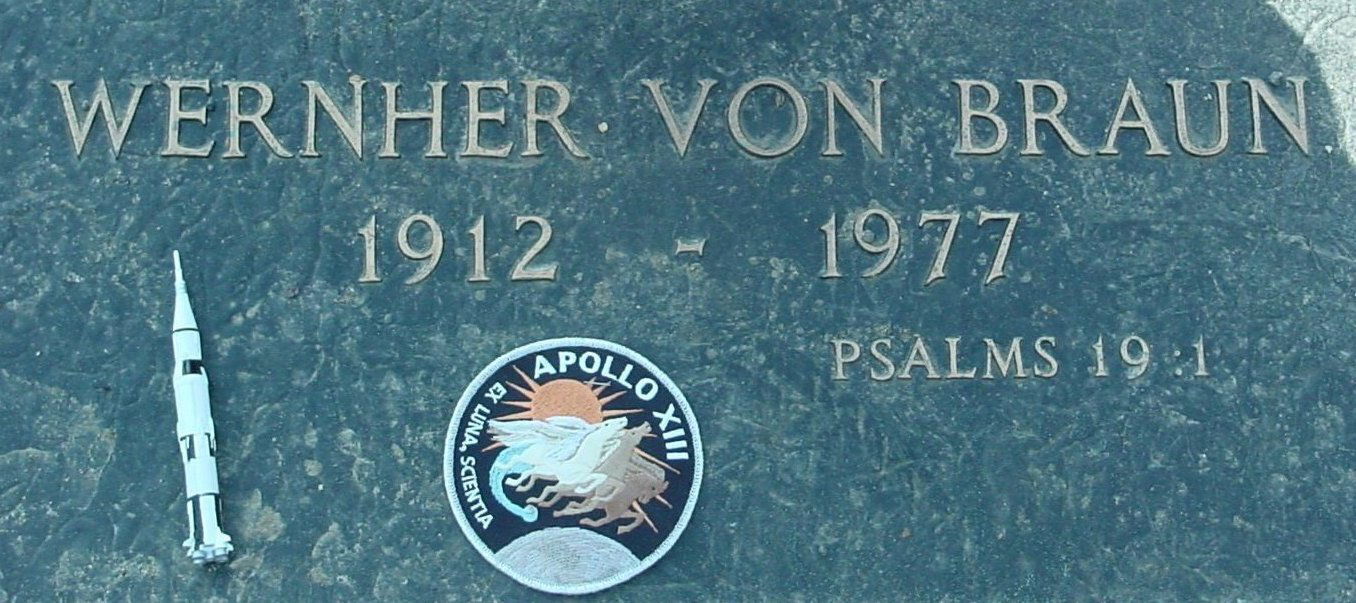 WERNHER VON BRAUN
1912 - 1977
PSALMS 19:1
APOLLO XIII
EX LUNA, SCIENTIA